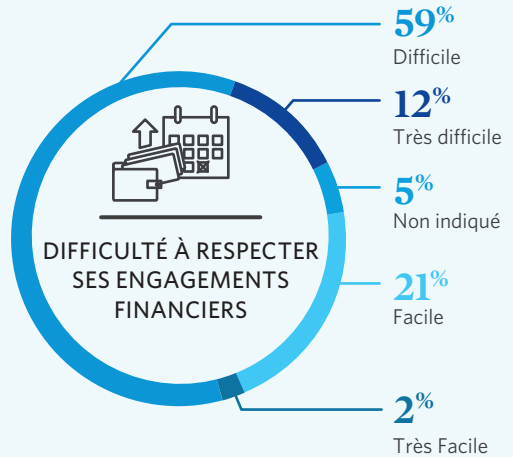 59%
Difficile
12%
Très difficile
5%
Non indiqué
21%
Facile
2%
Très Facile
DIFFICULTÉ À RESPECTER
SES ENGAGEMENTS
FINANCIERS